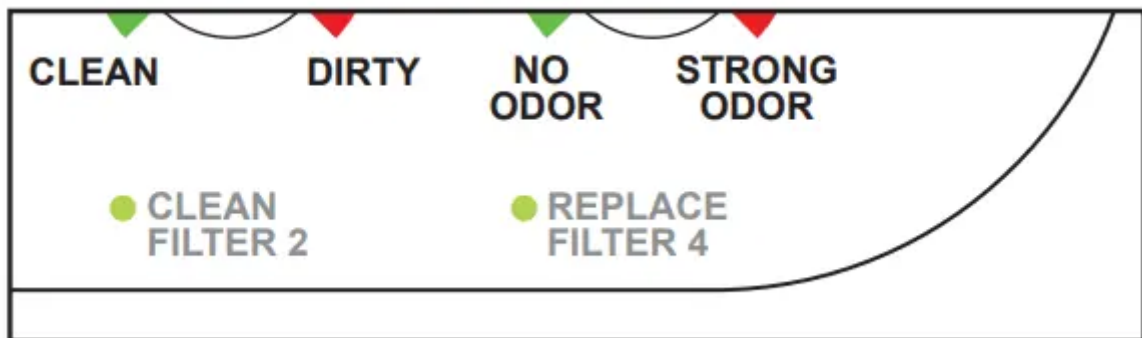 CLEAN
DIRTY
NO
ODOR
STRONG
ODOR
CLEAN
FILTER 2
REPLACE
FILTER 4